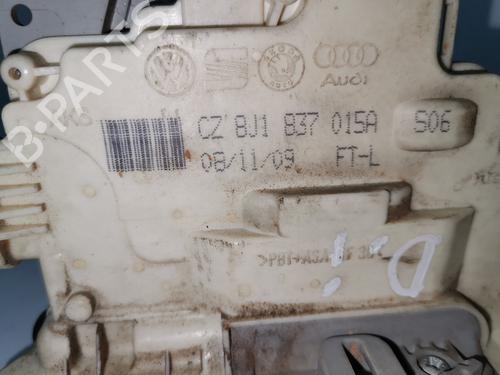 B-PARTS
Audi
CZ 8J1 837 015A S06
08/11/09 FT-L